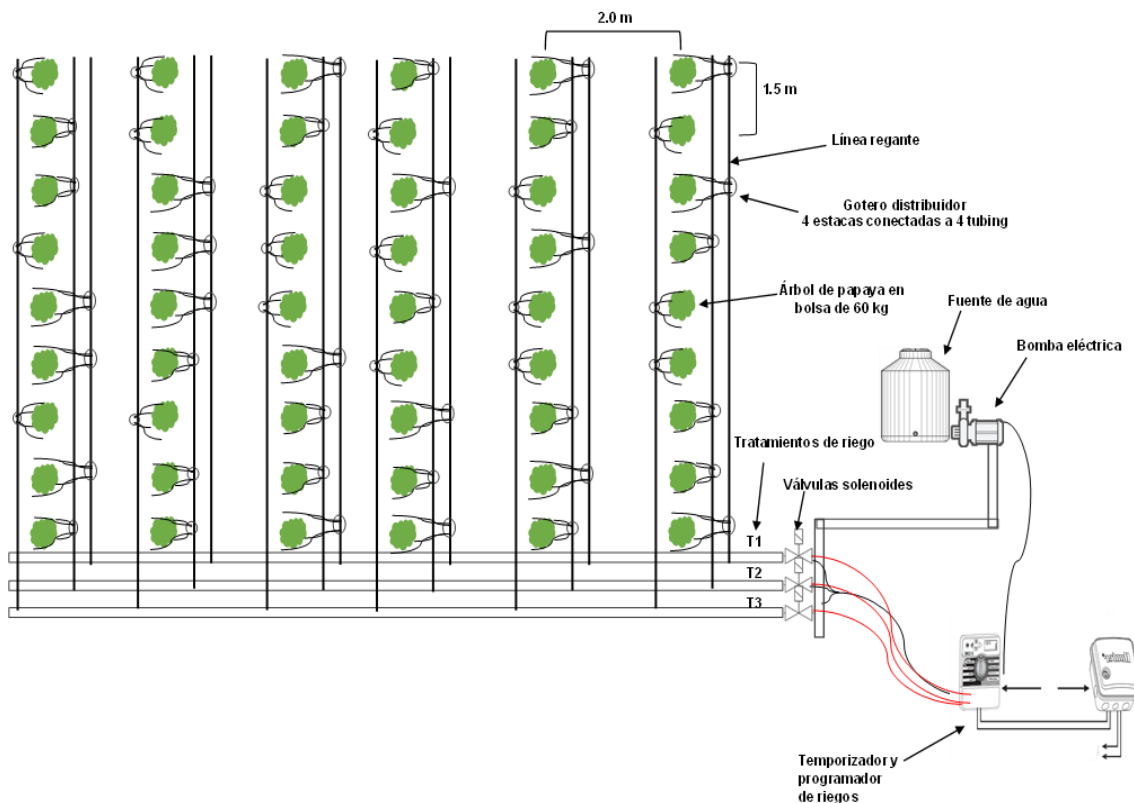 2.0 m
1.5 m
Línea regante
Gotero distribuidor
4 estacas conectadas a 4 tubing
Árbol de papaya en
bolsa de 60 kg
Fuente de agua
Bomba eléctrica
Tratamientos de riego
Válvulas solenoides
T1
T2
T3
Temporizador y
programador
de riegos